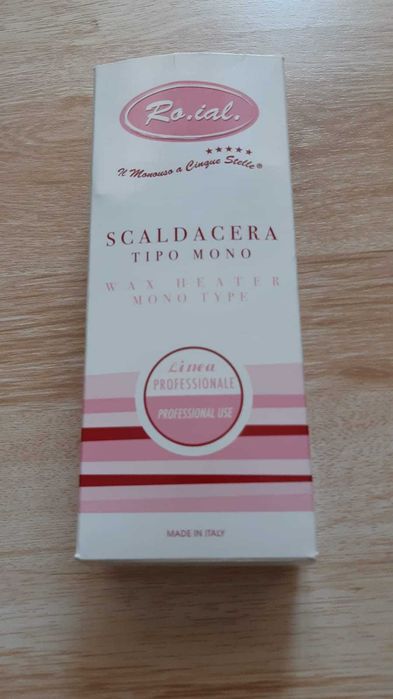 Ro.ial.
Il Monouso a Cinque Stelle®
SCALDACERA
TIPO MONO
WAX HEATER
MONO TYPE
Linea
PROFESSIONALE
PROFESSIONAL USE
MADE IN ITALY